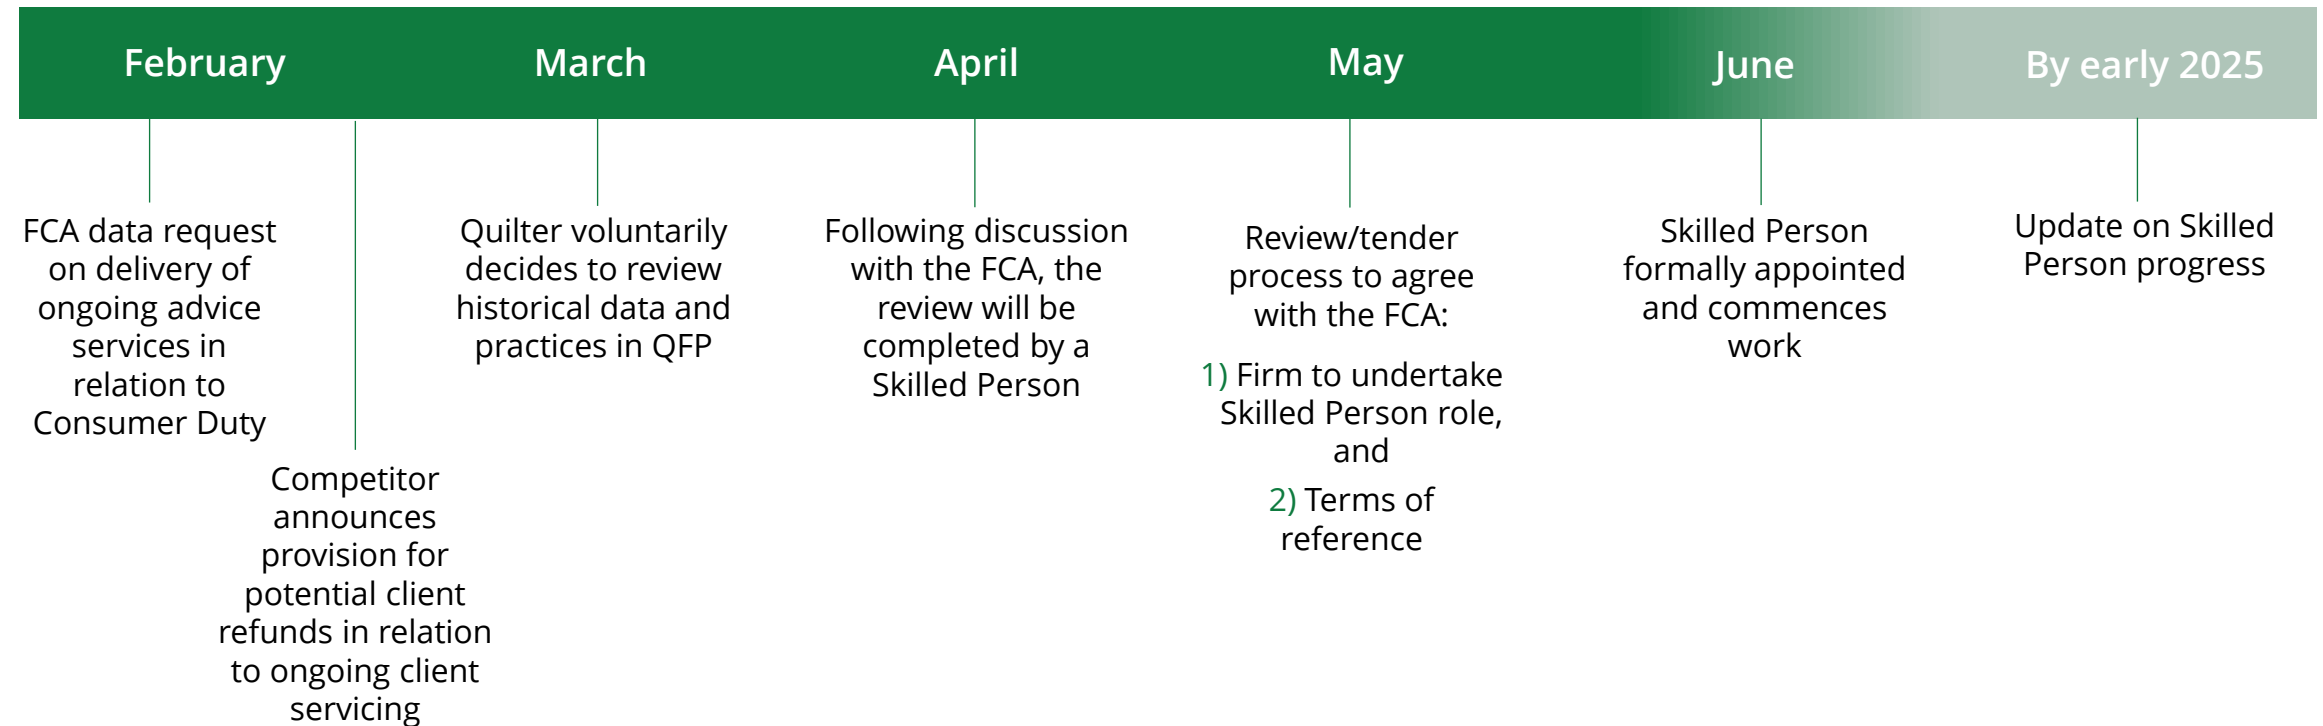 February
March
April
May
June
By early 2025
FCA data request
on delivery of
ongoing advice
services in
relation to
Consumer Duty
Competitor
announces
provision for
potential client
refunds in relation
to ongoing client
servicing
Quilter voluntarily
decides to review
historical data and
practices in QFP
Following discussion
with the FCA, the
review will be
completed by a
Skilled Person
Review/tender
process to agree
with the FCA:
1) Firm to undertake
Skilled Person role,
and
2) Terms of
reference
Skilled Person
formally appointed
and commences
work
Update on Skilled
Person progress